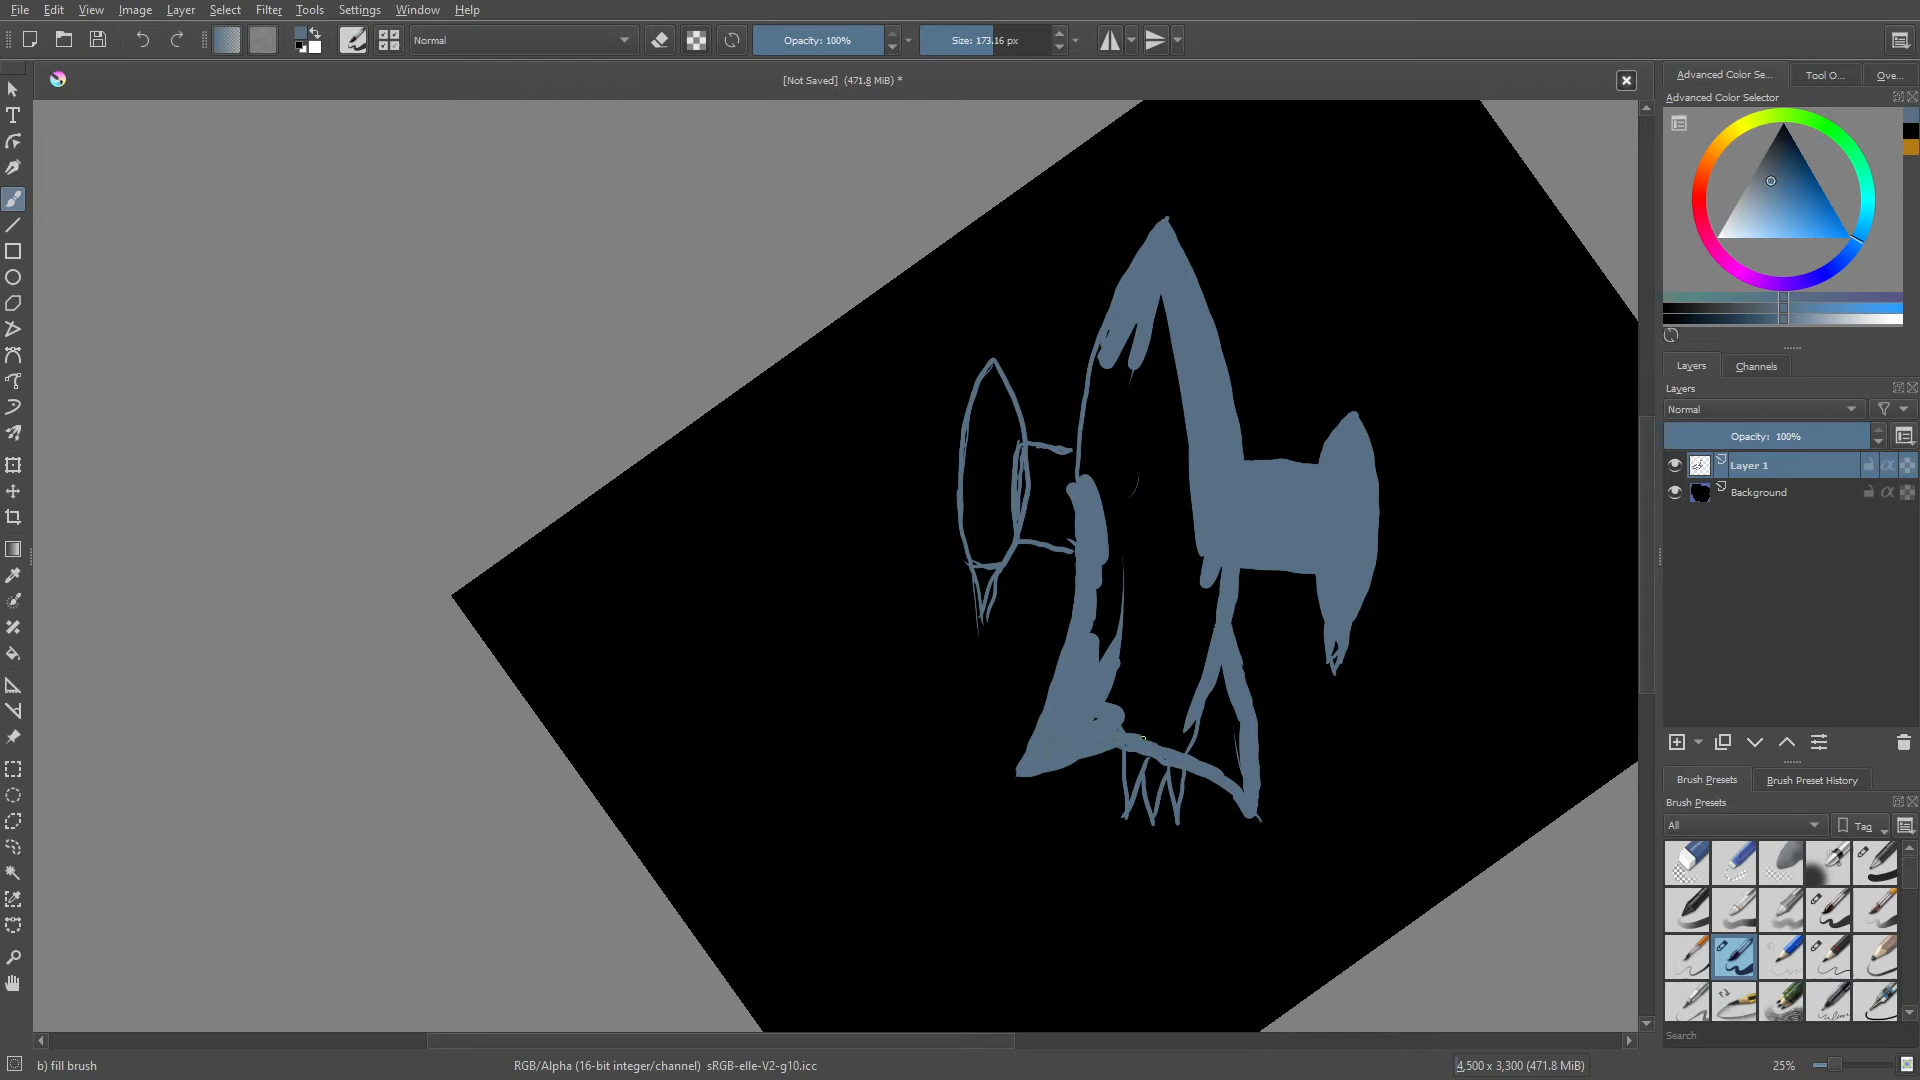 File Edit View Image Layer Select Filter Tools Settings Window Help
Normal Opacity: 100% Size: 173.16 px
[Not Saved] (471.8 MiB) *
Advanced Color Se... Tool O... Ove...
Advanced Color Selector
Layers Channels
Layers
Normal
Opacity: 100%
Layer 1
Background
Brush Presets Brush Preset History
Brush Presets
All Tag
Search
b) fill brush RGB/Alpha (16-bit integer/channel) sRGB-elle-V2-g10.icc 4,500 x 3,300 (471.8 MiB) 25%